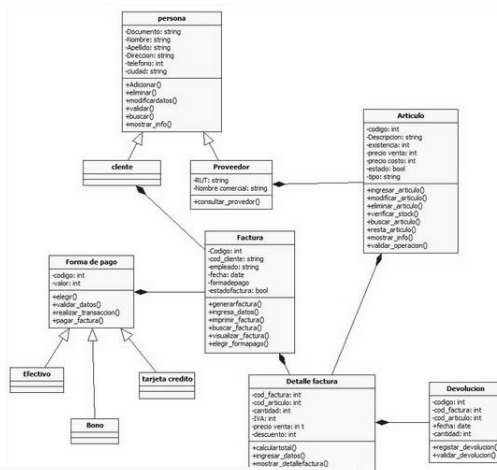 persona
-Documento: string
-Nombre: string
-Apellido: string
-Direccion: string
-telefono: int
-ciudad: string
+Adicionar()
+eliminar()
+modificardatos()
+validar()
+buscar()
+mostrar_info()
cliente
Proveedor
-RUT: string
-Nombre comercial: string
+consultar_provedor()
Articulo
-codigo: int
-Descripcion: string
-existencia: int
-precio venta: int
-precio costo: int
-estado: bool
-tipo: string
+ingresar_articulo()
+modificar_articulo()
+eliminar_articulo()
+verificar_stock()
+buscar_articulo()
+resta_articulo()
+mostrar_info()
+validar_operacion()
Factura
-Codigo: int
-cod_cliente: string
-empleado: string
-fecha: date
-formadepago
-estadofactura: bool
+generarfactura()
+ingresa_datos()
+imprimir_factura()
+buscar_factura()
+visualizar_factura()
+elegir_formapago()
Forma de pago
-codigo: int
-valor: int
+elegir()
+validar_datos()
+realizar_transaccion()
+pagar_factura()
Efectivo
Bono
tarjeta credito
Detalle factura
-cod_factura: int
-cod_articulo: int
-cantidad: int
-IVA: int
-precio venta: in t
-descuento: int
+calculartotal()
+ingresar_datos()
+mostrar_detallefactura()
Devolucion
-codigo: int
-cod_factura: int
-cod_articulo: int
+fecha: date
-cantidad: int
+registar_devolucion()
+validar_devolucion()